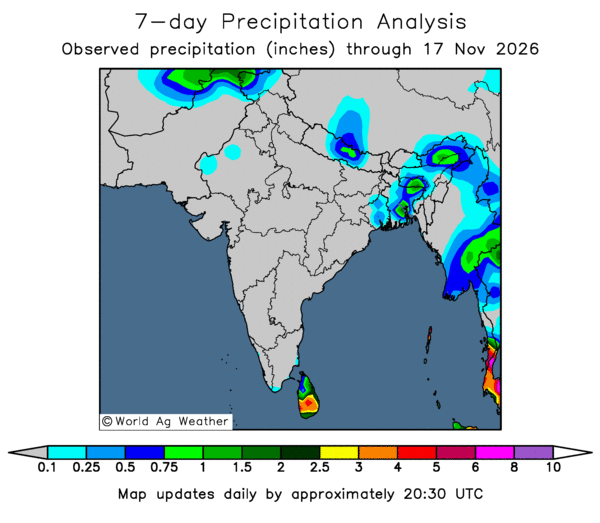 7-day Precipitation Analysis
Observed precipitation (inches) through 17 Nov 2026
©World Ag Weather
0.1 0.25 0.5 0.75 1 1.5 2 2.5 3 4 5 6 8 10
Map updates daily by approximately 20:30 UTC